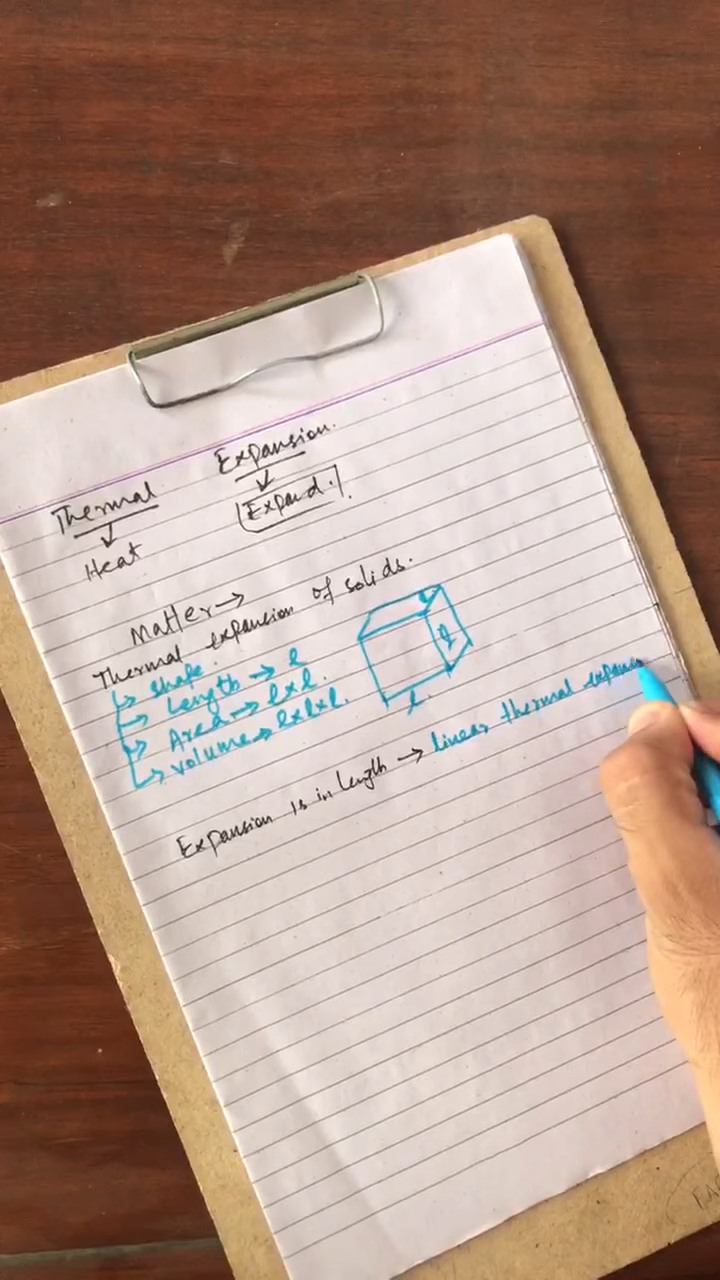 Thermal Expansion.
↓ ↓
Heat Expand.
Matter →
Thermal expansion of solids.
↳ shape.
↳ Length → l
↳ Area → l×l.
↳ volume → l×l×l.
l
l
l
Expansion is in length → linear thermal expans